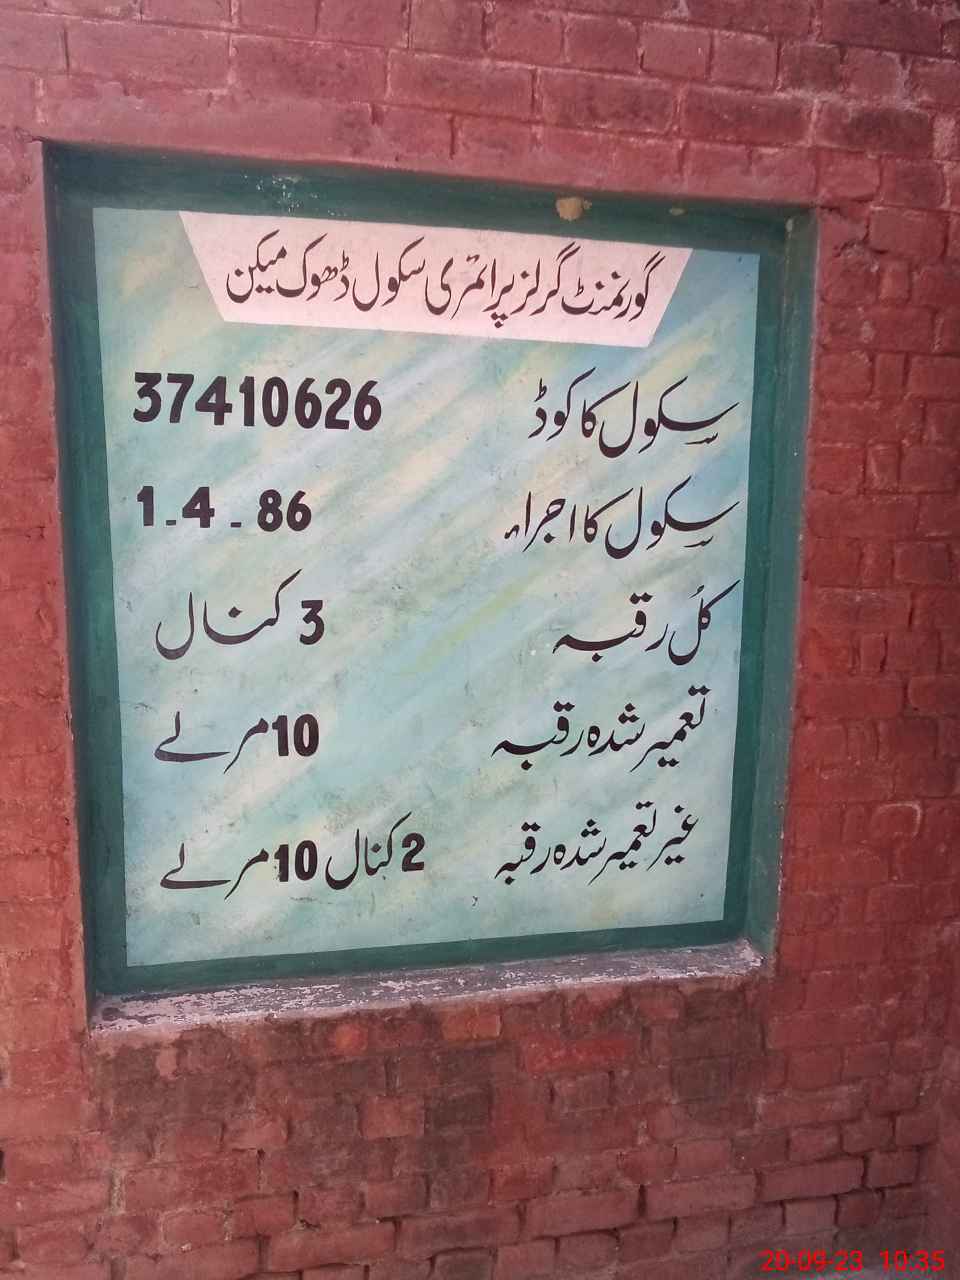 گورنمنٹ گرلز پرائمری سکول ڈھوک میکن
سکول کا کوڈ 37410626
سکول کا اجراء 1-4-86
کل رقبہ 3 کنال
تعمیر شدہ رقبہ 10 مرلے
غیر تعمیر شدہ رقبہ 2 کنال 10 مرلے
20-09-23 10:35